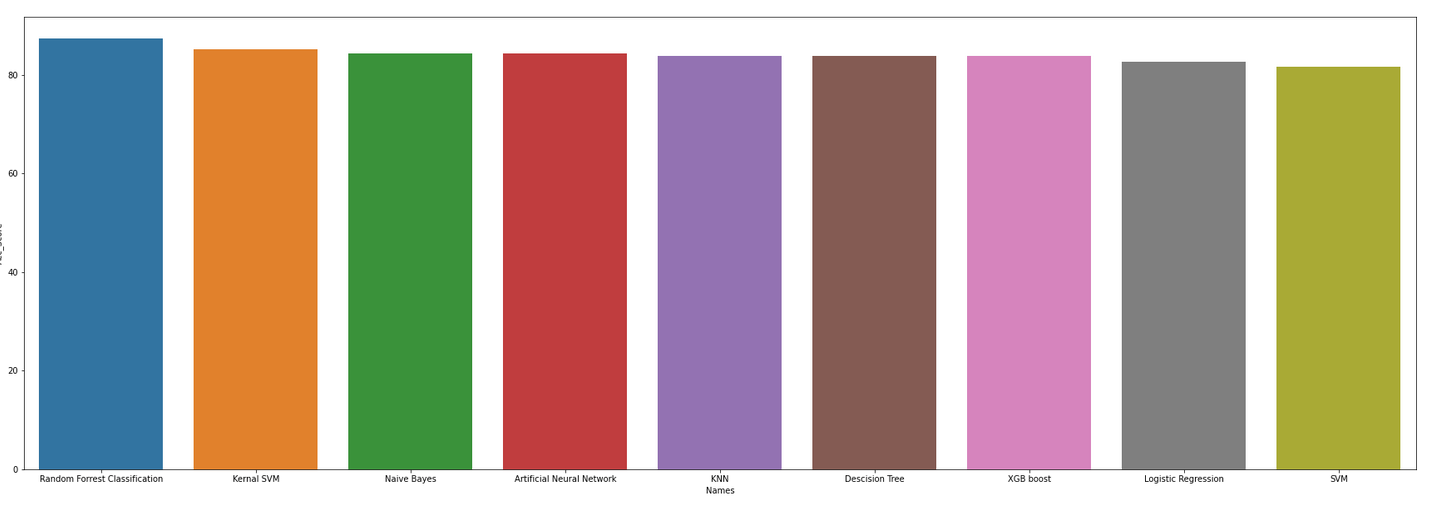 80
60
40
20
0
Random Forrest Classification Kernal SVM Naive Bayes Artificial Neural Network KNN Descision Tree XGB boost Logistic Regression SVM
Names